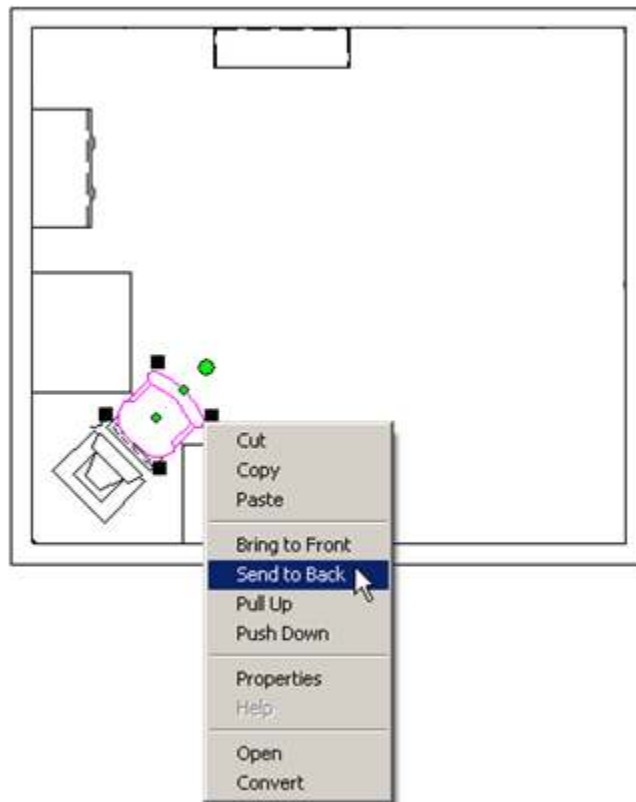 Cut
Copy
Paste
Bring to Front
Send to Back
Pull Up
Push Down
Properties
Help
Open
Convert